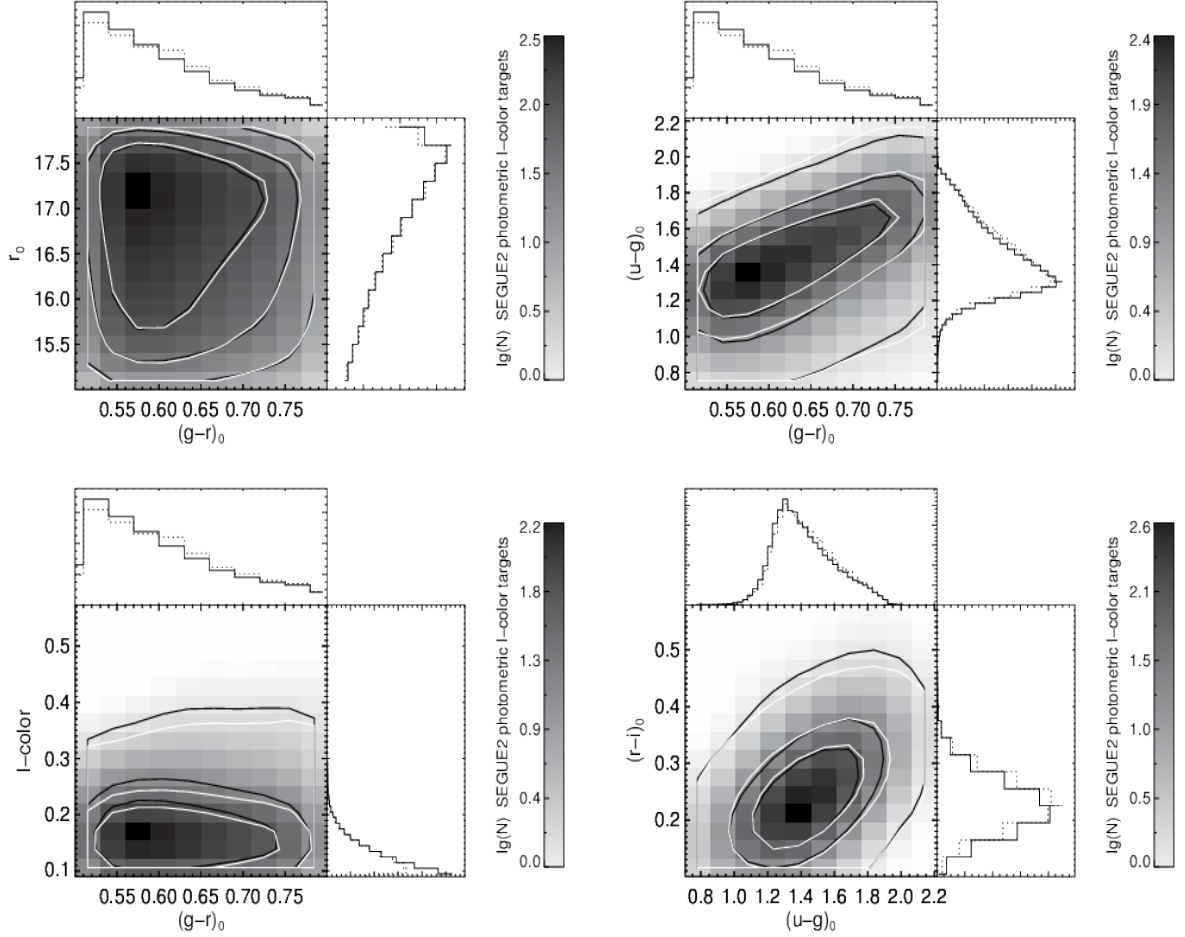 17.5
17.0
16.5
16.0
15.5
r₀
0.55 0.60 0.65 0.70 0.75
(g−r)₀
2.5
2.0
1.5
1.0
0.5
0.0
lg(N) SEGUE2 photometric l−color targets
2.2
2.0
1.8
1.6
1.4
1.2
1.0
0.8
(u−g)₀
0.55 0.60 0.65 0.70 0.75
(g−r)₀
2.4
1.9
1.4
0.9
0.4
0.0
lg(N) SEGUE2 photometric l−color targets
0.5
0.4
0.3
0.2
0.1
l−color
0.55 0.60 0.65 0.70 0.75
(g−r)₀
2.2
1.8
1.3
0.9
0.4
0.0
lg(N) SEGUE2 photometric l−color targets
0.5
0.4
0.3
0.2
(r−i)₀
0.8 1.0 1.2 1.4 1.6 1.8 2.0 2.2
(u−g)₀
2.6
2.1
1.5
1.0
0.5
0.0
lg(N) SEGUE2 photometric l−color targets